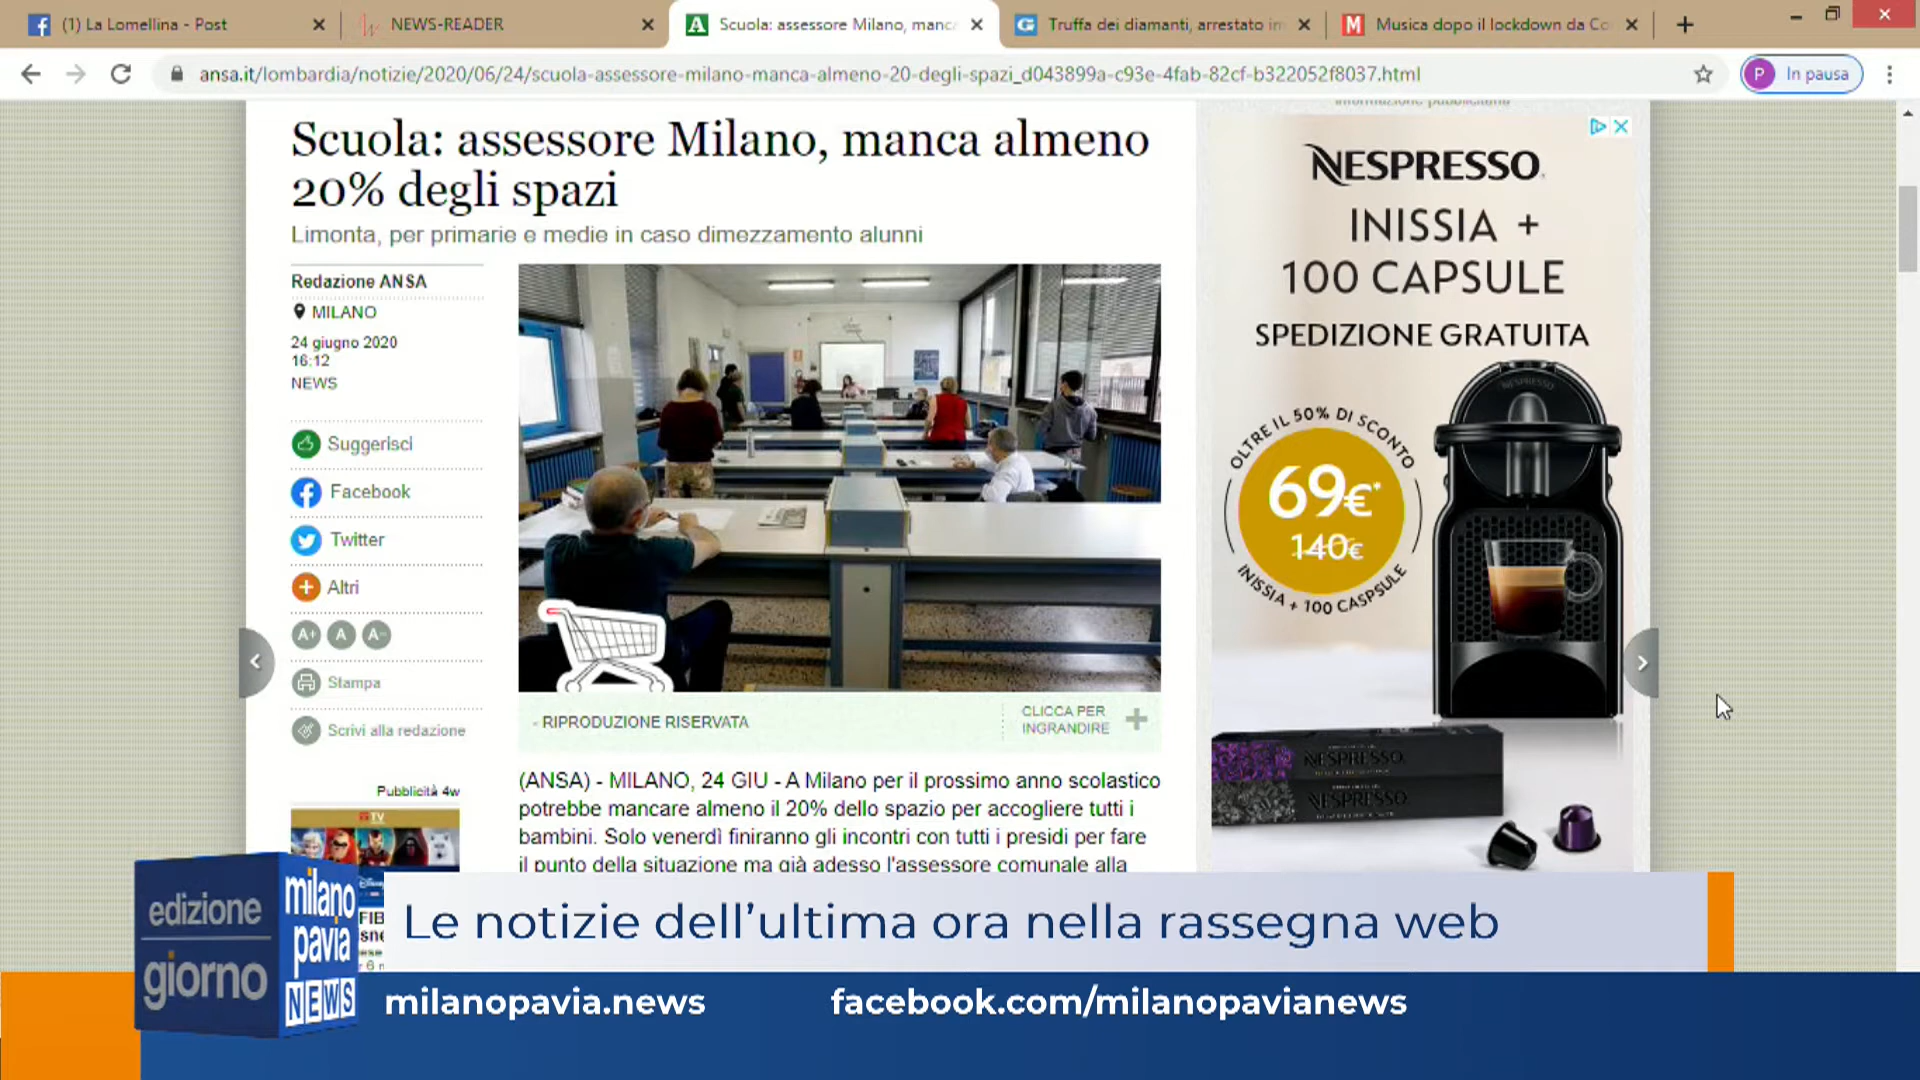 (1) La Lomellina - Post
NEWS-READER
Scuola: assessore Milano, manc
Truffa dei diamanti, arrestato im
Musica dopo il lockdown da Co
ansa.it/lombardia/notizie/2020/06/24/scuola-assessore-milano-manca-almeno-20-degli-spazi_d043899a-c93e-4fab-82cf-b322052f8037.html
P In pausa
Scuola: assessore Milano, manca almeno
20% degli spazi
Limonta, per primarie e medie in caso dimezzamento alunni
Redazione ANSA
MILANO
24 giugno 2020
16:12
NEWS
Suggerisci
Facebook
Twitter
Altri
A+ A A-
Stampa
Scrivi alla redazione
Pubblicità 4w
TV
- RIPRODUZIONE RISERVATA
CLICCA PER
INGRANDIRE
(ANSA) - MILANO, 24 GIU - A Milano per il prossimo anno scolastico
potrebbe mancare almeno il 20% dello spazio per accogliere tutti i
bambini. Solo venerdì finiranno gli incontri con tutti i presidi per fare
il punto della situazione ma già adesso l'assessore comunale alla
informazione pubblicitaria
NESPRESSO
INISSIA +
100 CAPSULE
SPEDIZIONE GRATUITA
OLTRE IL 50% DI SCONTO
69€*
140€
INISSIA + 100 CASPSULE
NESPRESSO
NESPRESSO
NESPRESSO
edizione
giorno
milano
pavia
NEWS
Le notizie dell'ultima ora nella rassegna web
milanopavia.news
facebook.com/milanopavianews